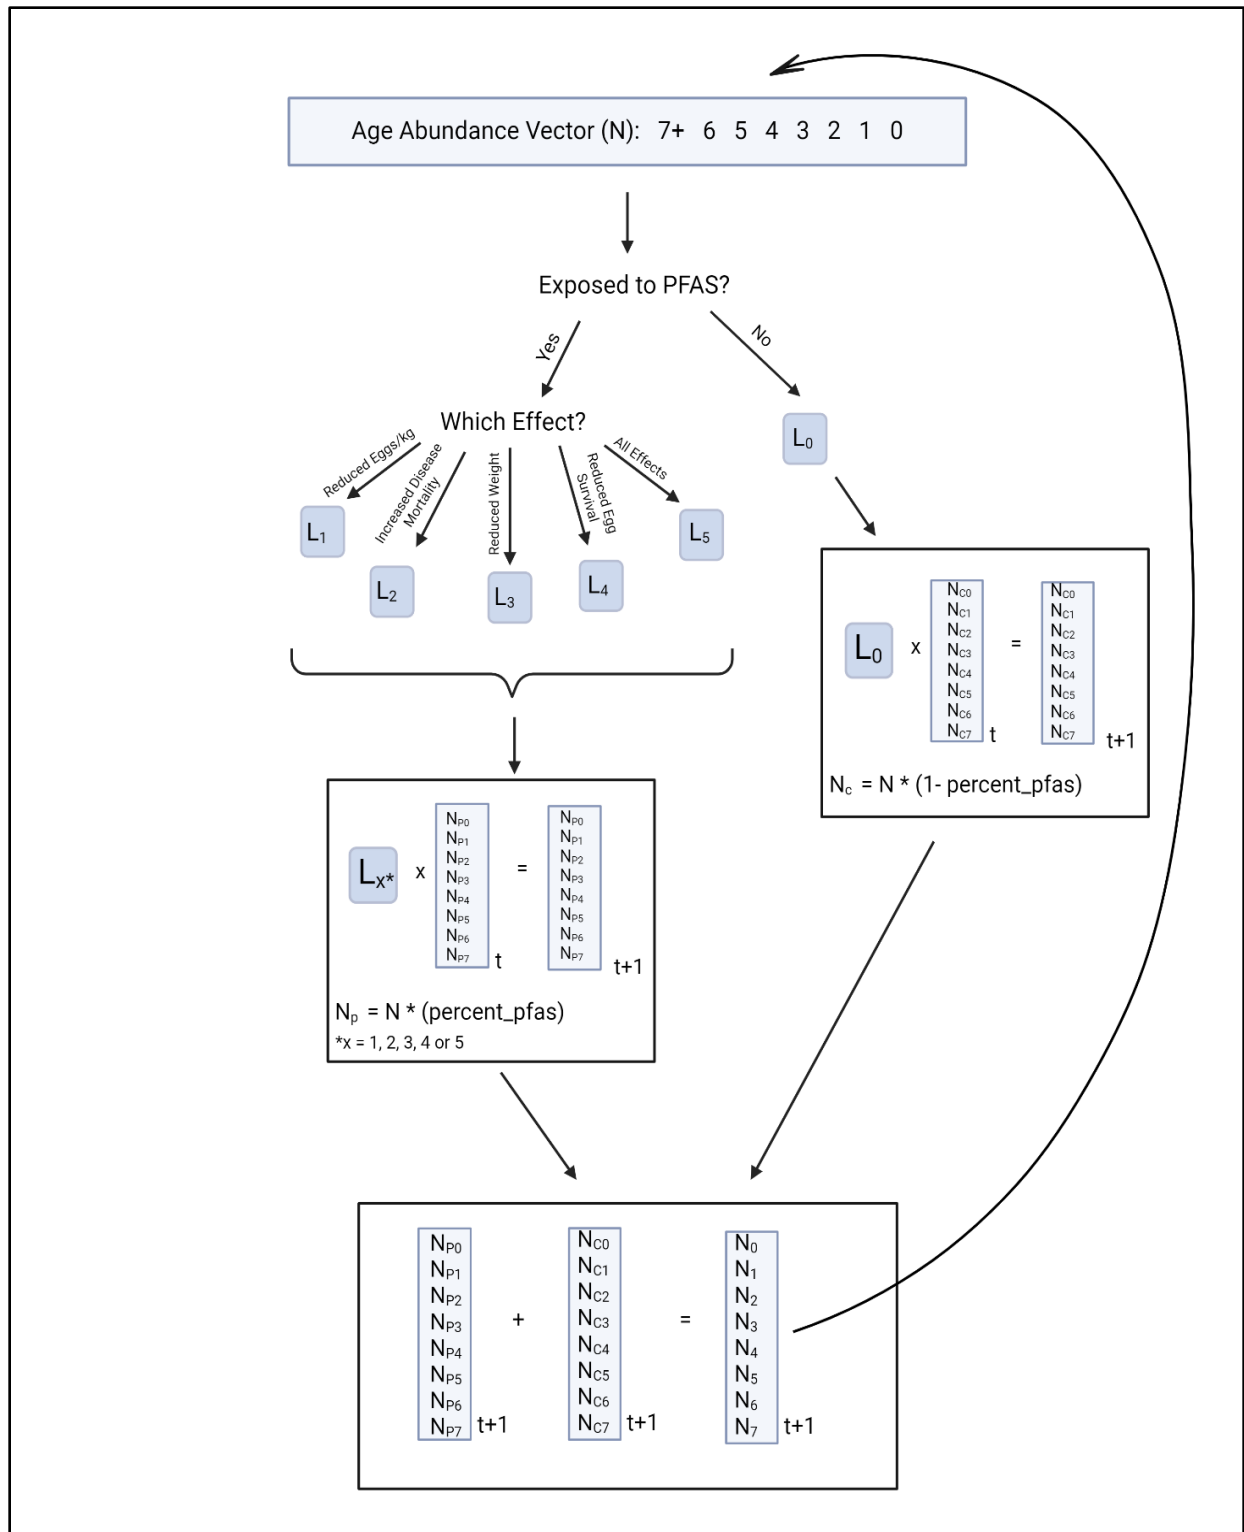 Age Abundance Vector (N): 7+ 6 5 4 3 2 1 0
Exposed to PFAS?
Yes
No
Which Effect?
L0
Reduced Eggs/kg
Increased Disease
Mortality
Reduced Weight
Reduced Egg
Survival
All Effects
L1
L2
L3
L4
L5
L0
x
NC0
NC1
NC2
NC3
NC4
NC5
NC6
NC7
t
=
NC0
NC1
NC2
NC3
NC4
NC5
NC6
NC7
t+1
Nc = N * (1- percent_pfas)
Lx*
x
NP0
NP1
NP2
NP3
NP4
NP5
NP6
NP7
t
=
NP0
NP1
NP2
NP3
NP4
NP5
NP6
NP7
t+1
Np = N * (percent_pfas)
*x = 1, 2, 3, 4 or 5
NP0
NP1
NP2
NP3
NP4
NP5
NP6
NP7
t+1
+
NC0
NC1
NC2
NC3
NC4
NC5
NC6
NC7
t+1
=
N0
N1
N2
N3
N4
N5
N6
N7
t+1